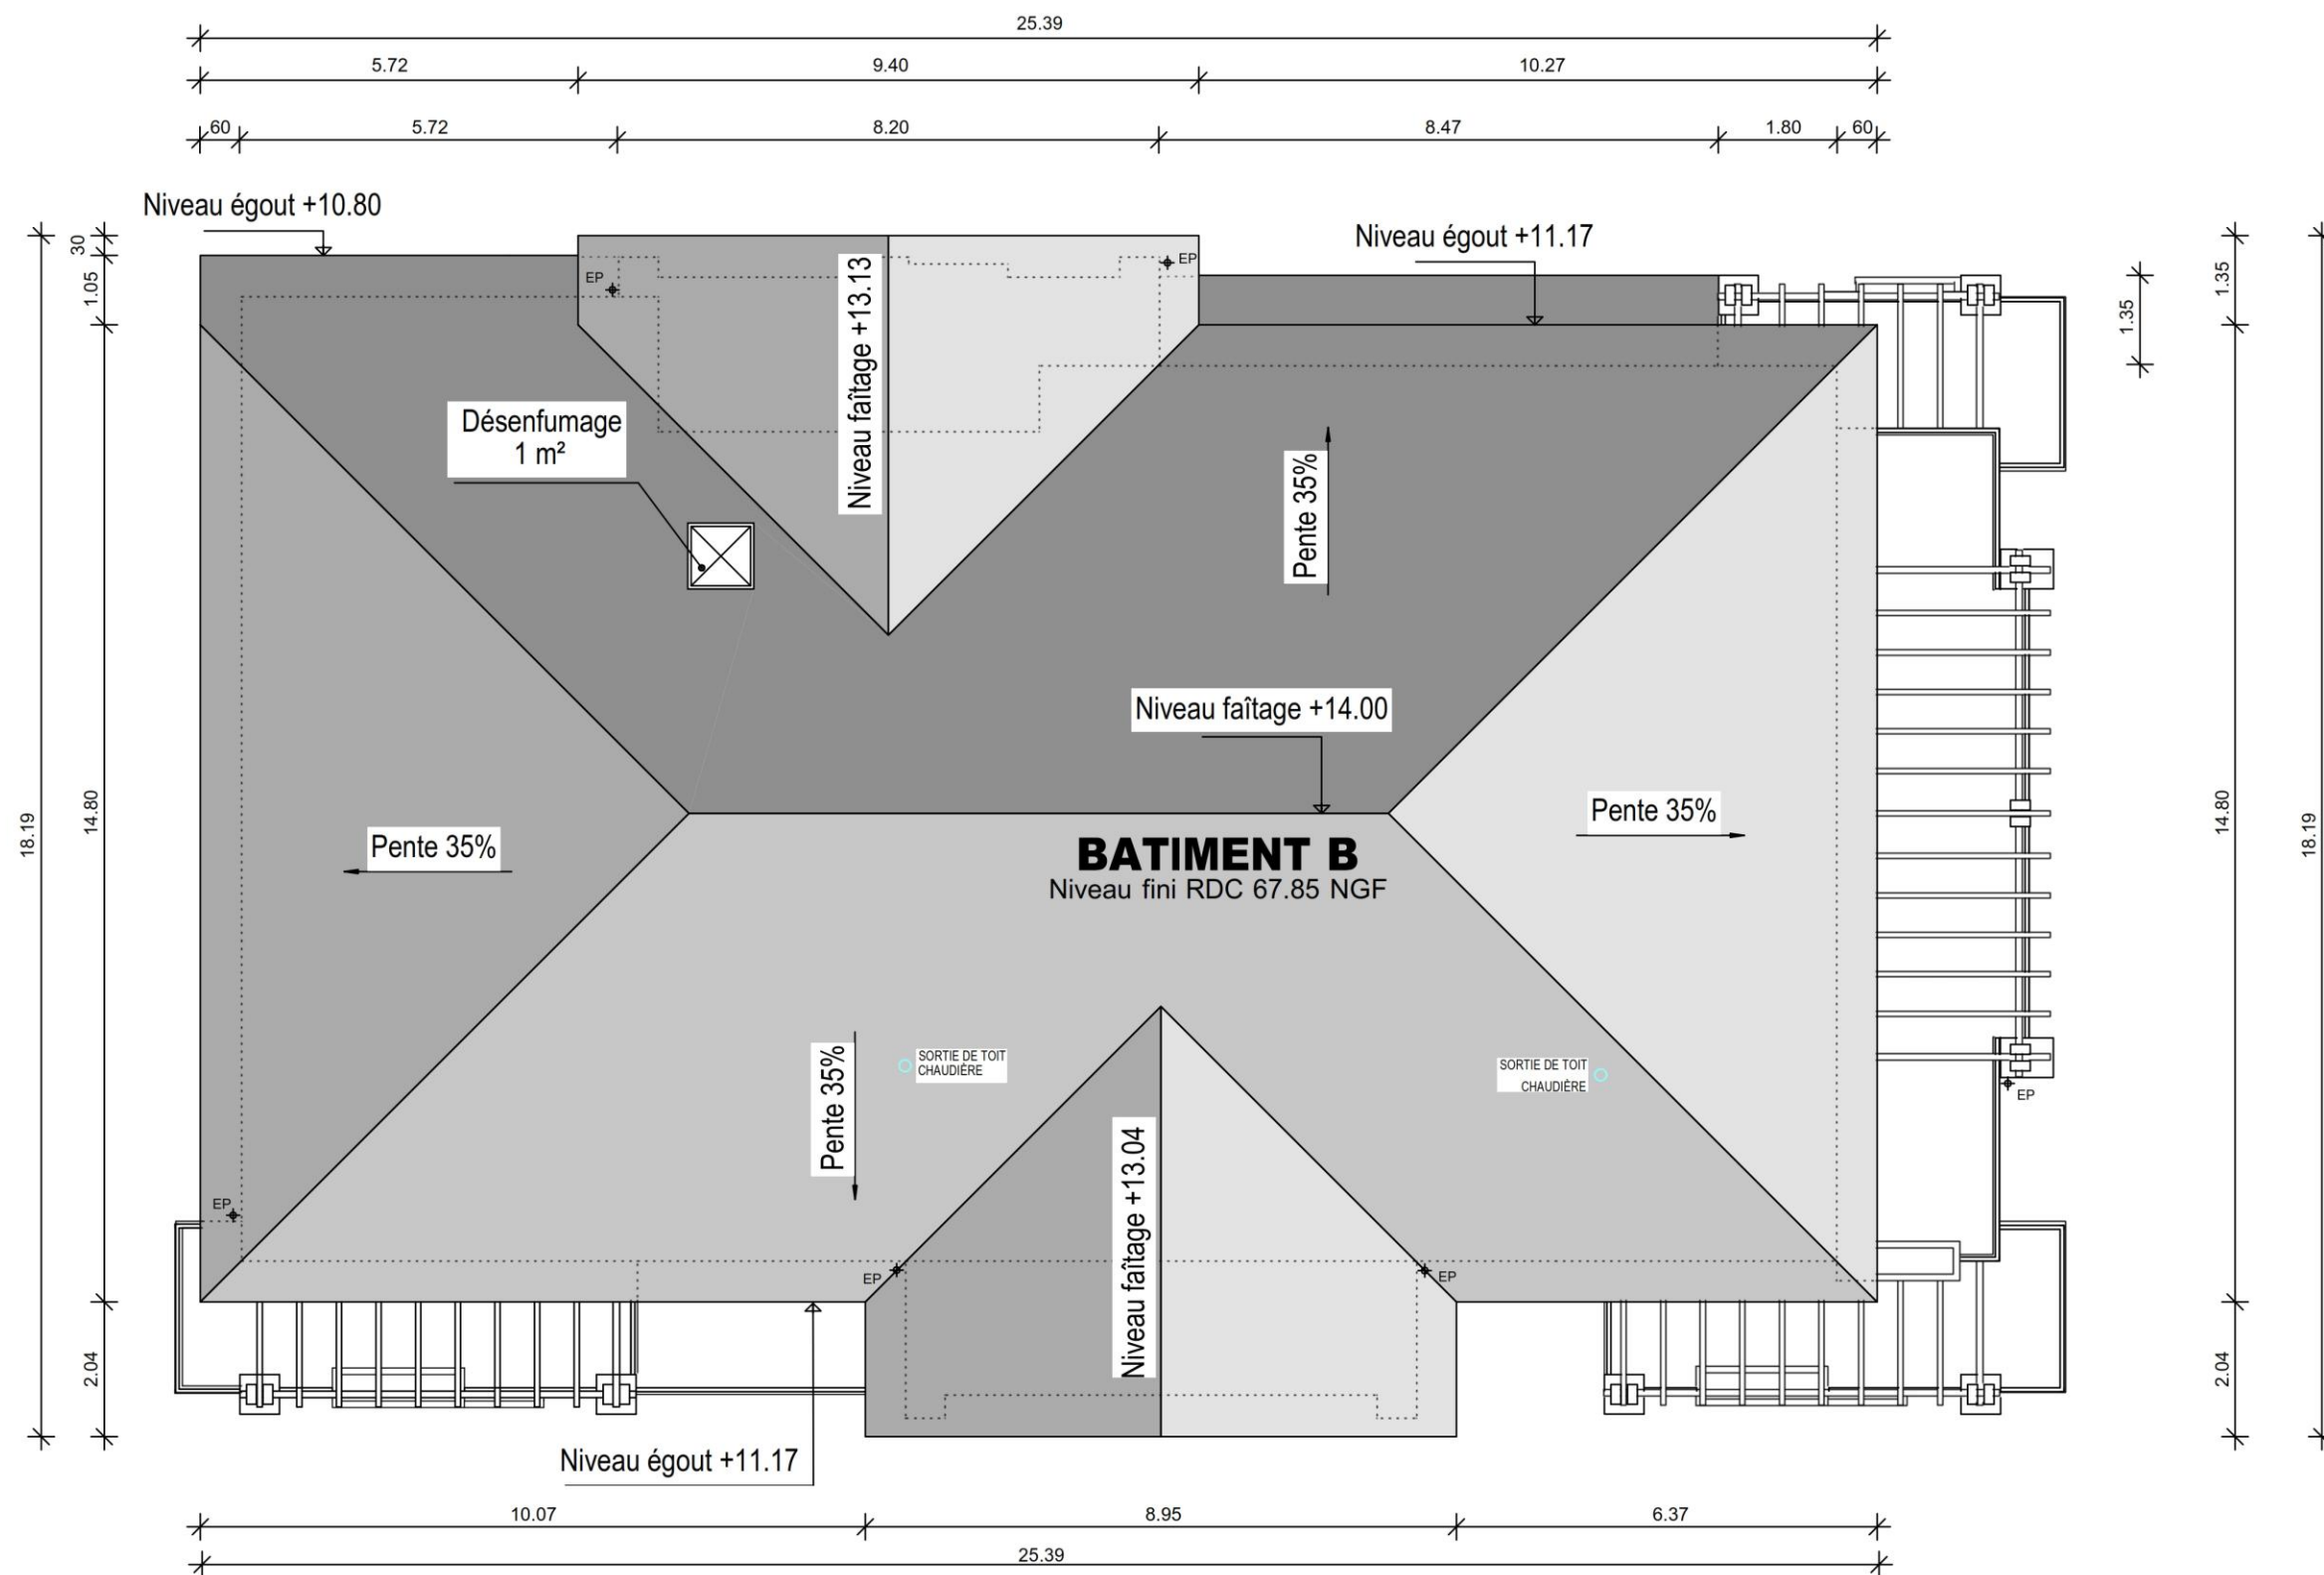 25.39
5.72
9.40
10.27
60
5.72
8.20
8.47
1.80
60
Niveau égout +10.80
Niveau égout +11.17
30
1.05
14.80
2.04
18.19
EP
EP
Niveau faîtage +13.13
1.35
1.35
14.80
2.04
18.19
Désenfumage
1 m²
Pente 35%
Niveau faîtage +14.00
Pente 35%
Pente 35%
BATIMENT B
Niveau fini RDC 67.85 NGF
Pente 35%
SORTIE DE TOIT
CHAUDIÈRE
SORTIE DE TOIT
CHAUDIÈRE
EP
Niveau faîtage +13.04
EP
EP
EP
Niveau égout +11.17
10.07
8.95
6.37
25.39